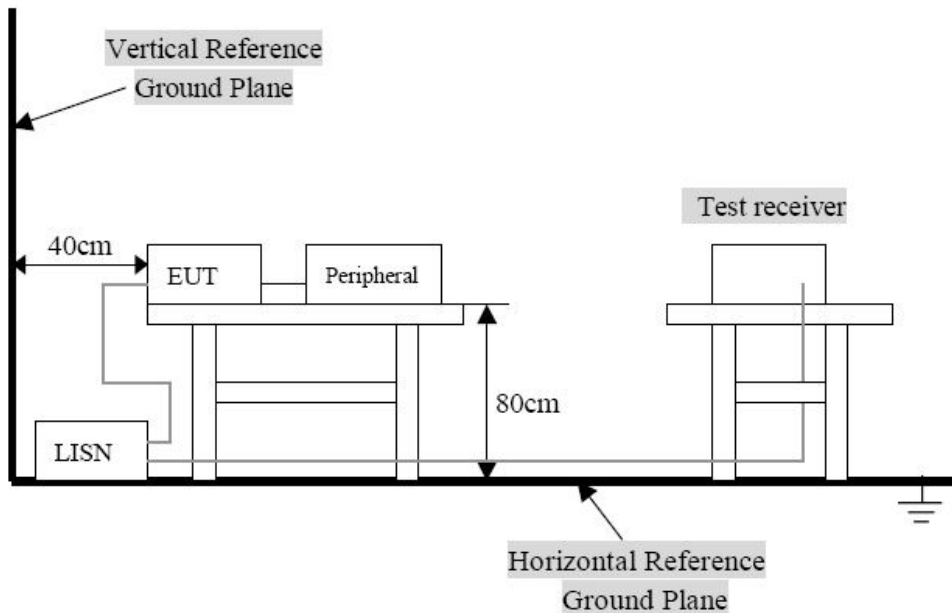 Vertical Reference
Ground Plane
Test receiver
40cm
EUT
Peripheral
80cm
LISN
Horizontal Reference
Ground Plane